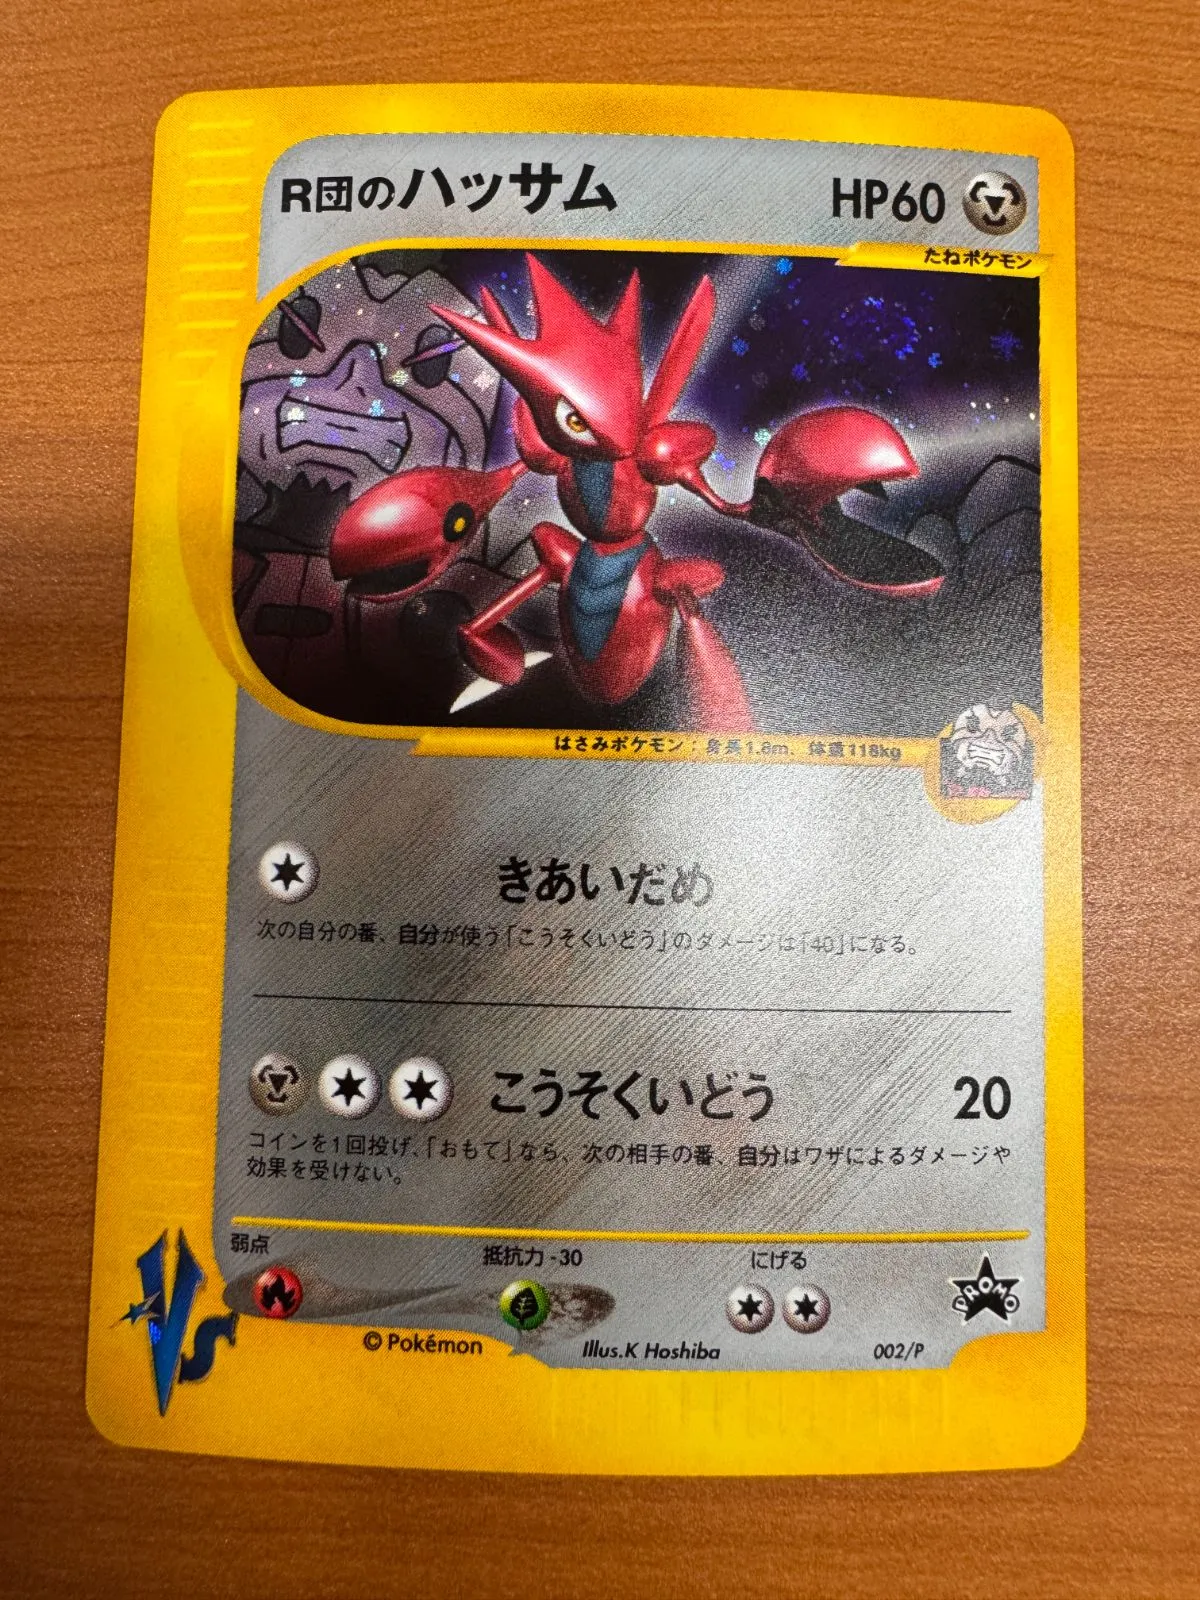 R団のハッサム HP60
たねポケモン
はさみポケモン：身長1.8m、体重118kg
きあいだめ
次の自分の番、自分が使う「こうそくいどう」のダメージは「40」になる。
こうそくいどう 20
コインを1回投げ、「おもて」なら、次の相手の番、自分はワザによるダメージや
効果を受けない。
弱点 抵抗力 -30 にげる
PROMO
VS
© Pokémon Illus.K Hoshiba 002/P